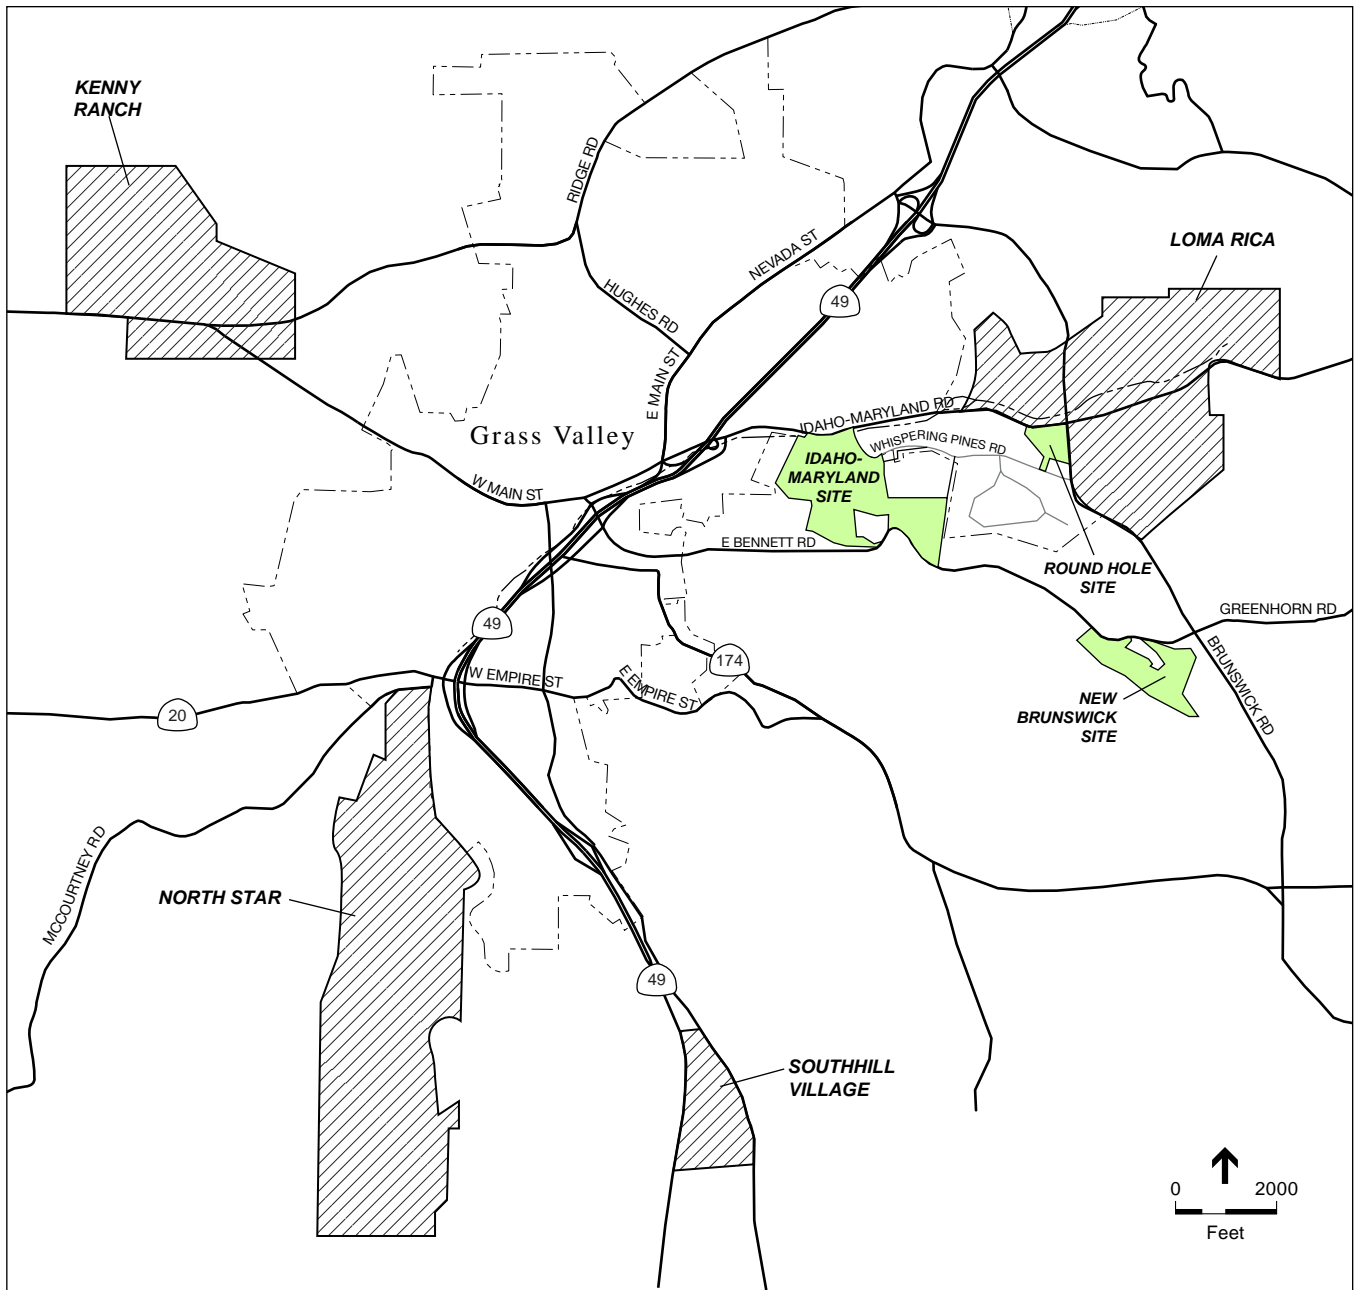 KENNY
RANCH
RIDGE RD
NEVADA ST
LOMA RICA
HUGHES RD
49
E MAIN ST
IDAHO-MARYLAND RD
Grass Valley
WHISPERING PINES RD
IDAHO-
MARYLAND
SITE
W MAIN ST
E BENNETT RD
ROUND HOLE
SITE
GREENHORN RD
49
174
W EMPIRE ST
E EMPIRE ST
BRUNSWICK RD
NEW
BRUNSWICK
SITE
20
MCCOURTNEY RD
NORTH STAR
49
SOUTHHILL
VILLAGE
0 2000
Feet